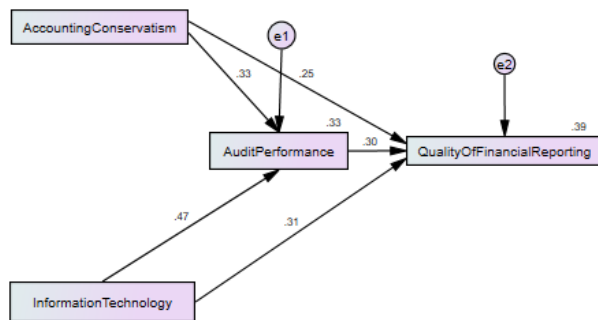 AccountingConservatism
e1
.33
.25
e2
.33
.39
AuditPerformance
.30
QualityOfFinancialReporting
.47
.31
InformationTechnology